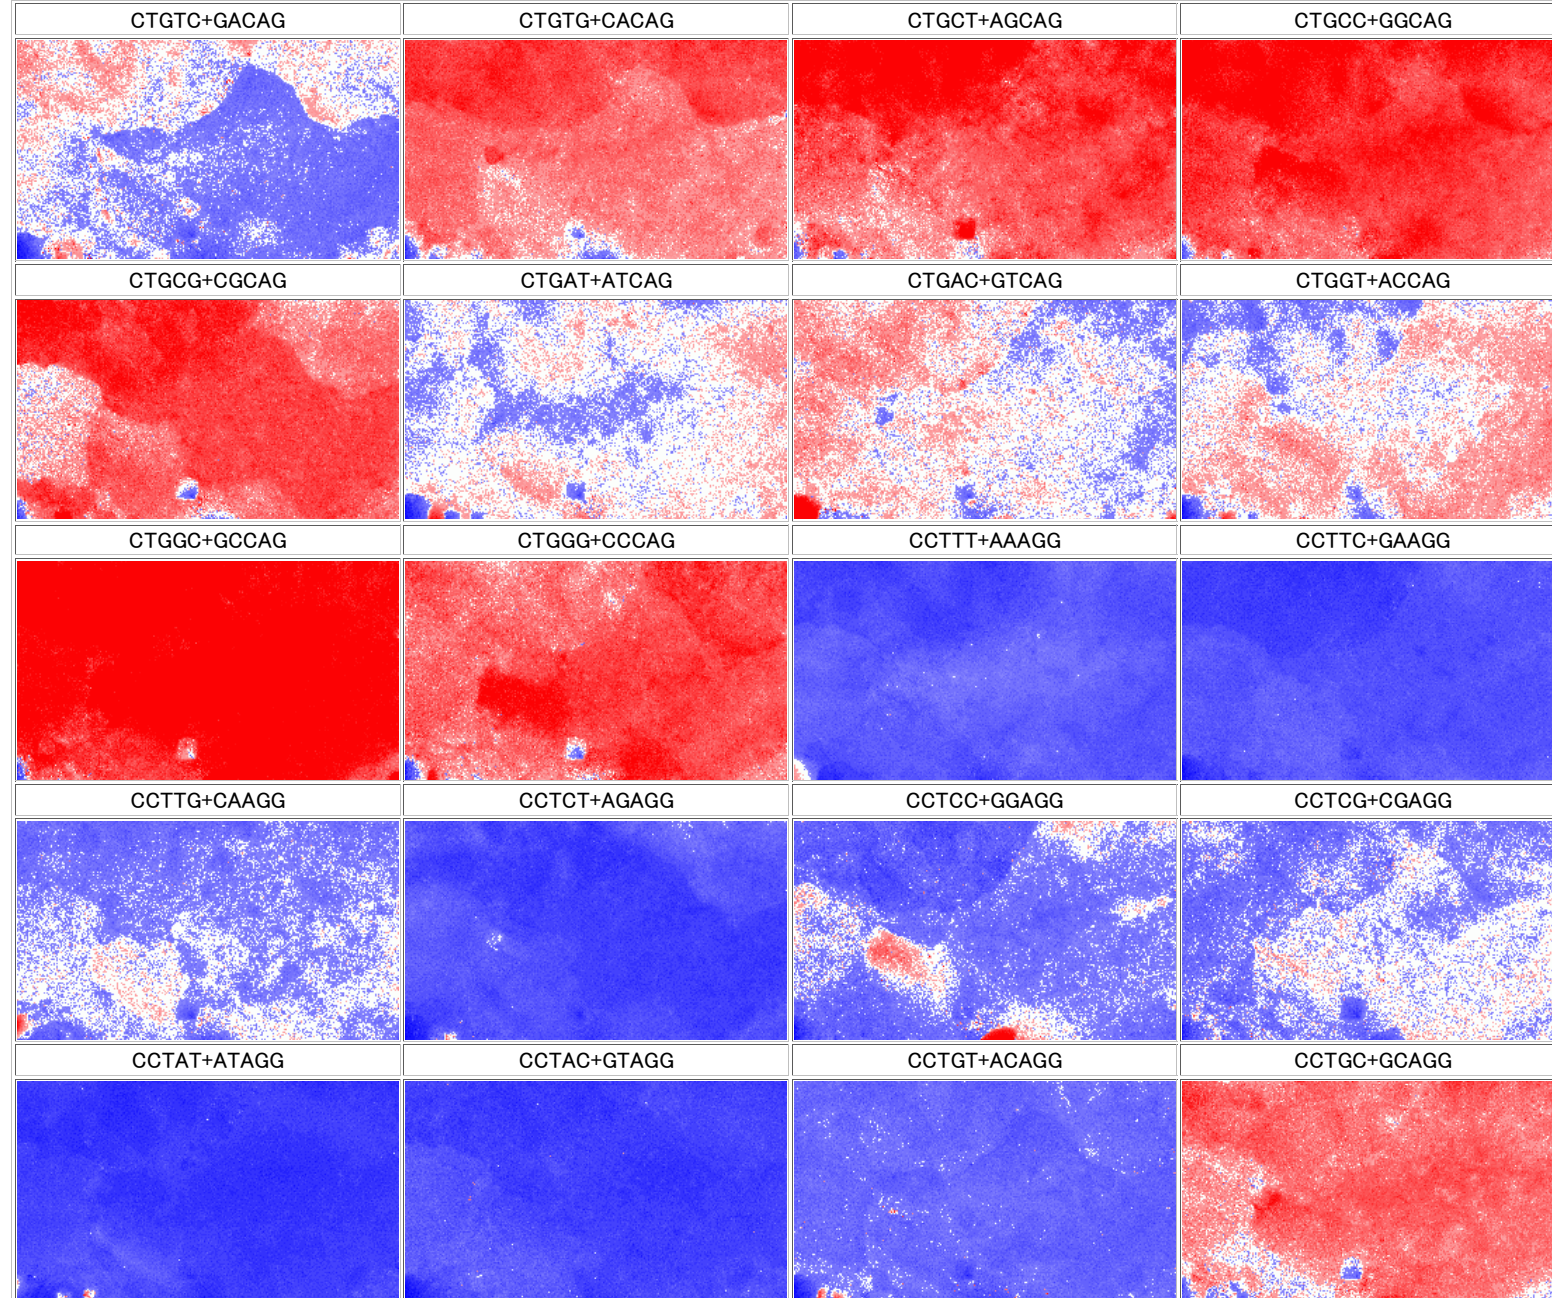 CTGTC+GACAG CTGTG+CACAG CTGCT+AGCAG CTGCC+GGCAG
CTGCG+CGCAG CTGAT+ATCAG CTGAC+GTCAG CTGGT+ACCAG
CTGGC+GCCAG CTGGG+CCCAG CCTTT+AAAGG CCTTC+GAAGG
CCTTG+CAAGG CCTCT+AGAGG CCTCC+GGAGG CCTCG+CGAGG
CCTAT+ATAGG CCTAC+GTAGG CCTGT+ACAGG CCTGC+GCAGG